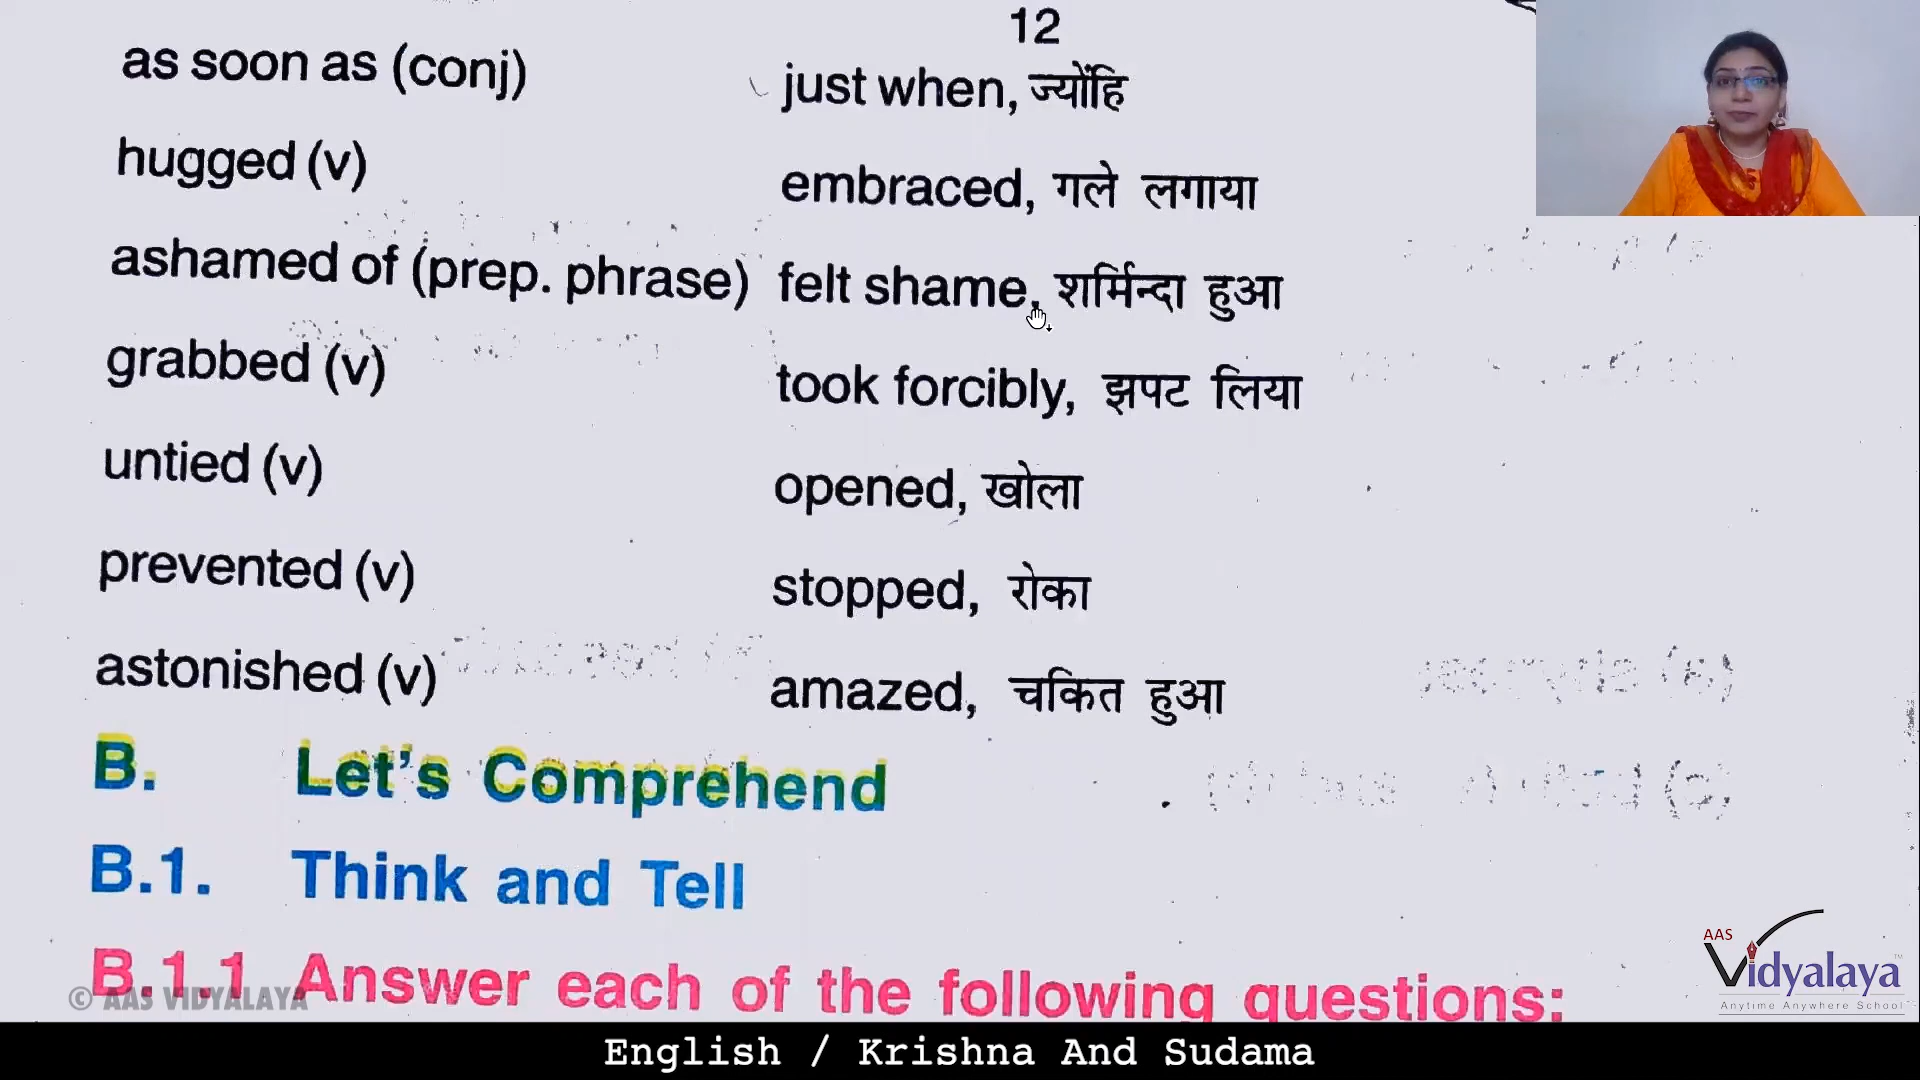 12
as soon as (conj) just when, ज्योंहि
hugged (v) embraced, गले लगाया
ashamed of (prep. phrase) felt shame, शर्मिन्दा हुआ
grabbed (v) took forcibly, झपट लिया
untied (v) opened, खोला
prevented (v) stopped, रोका
astonished (v) amazed, चकित हुआ
B. Let's Comprehend
B.1. Think and Tell
B.1.1 Answer each of the following questions:
© AAS VIDYALAYA
AAS
Vidyalaya
TM
Anytime Anywhere School
English / Krishna And Sudama